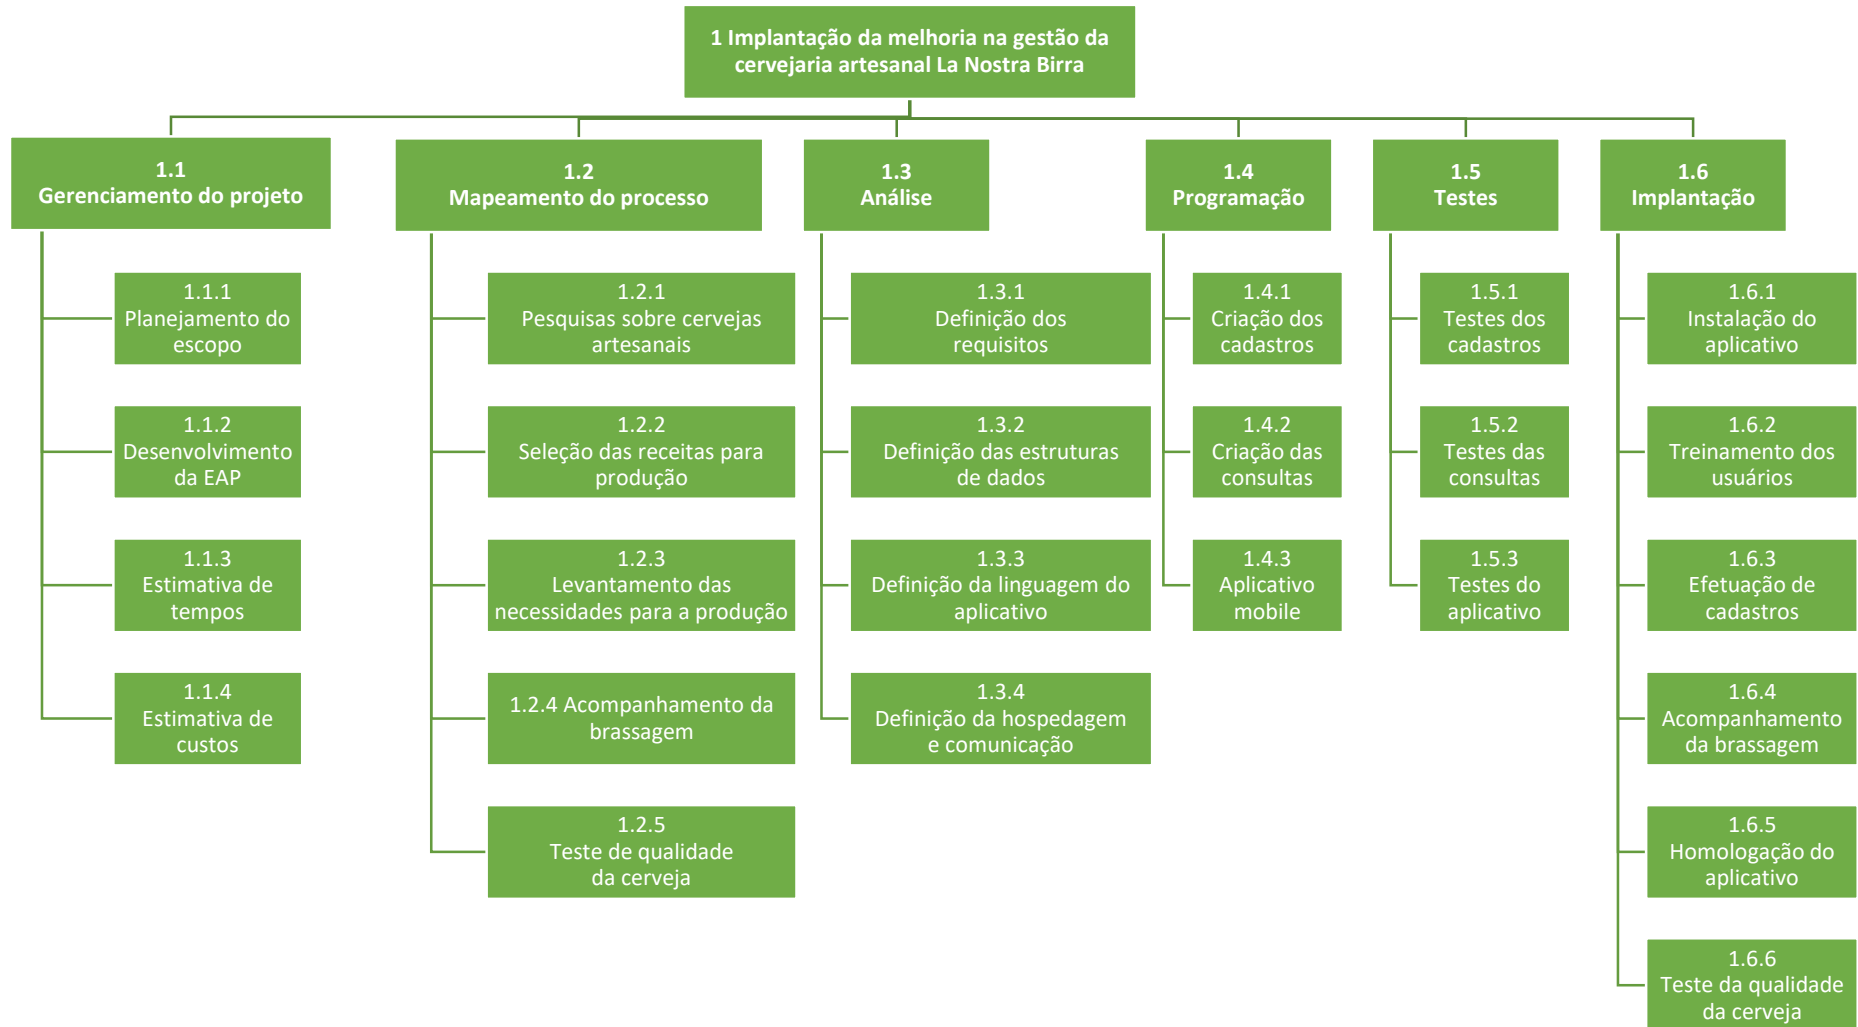 1 Implantação da melhoria na gestão da
cervejaria artesanal La Nostra Birra
1.1
Gerenciamento do projeto
1.1.1
Planejamento do
escopo
1.1.2
Desenvolvimento
da EAP
1.1.3
Estimativa de
tempos
1.1.4
Estimativa de
custos
1.2
Mapeamento do processo
1.2.1
Pesquisas sobre cervejas
artesanais
1.2.2
Seleção das receitas para
produção
1.2.3
Levantamento das
necessidades para a produção
1.2.4 Acompanhamento da
brassagem
1.2.5
Teste de qualidade
da cerveja
1.3
Análise
1.3.1
Definição dos
requisitos
1.3.2
Definição das estruturas
de dados
1.3.3
Definição da linguagem do
aplicativo
1.3.4
Definição da hospedagem
e comunicação
1.4
Programação
1.4.1
Criação dos
cadastros
1.4.2
Criação das
consultas
1.4.3
Aplicativo
mobile
1.5
Testes
1.5.1
Testes dos
cadastros
1.5.2
Testes das
consultas
1.5.3
Testes do
aplicativo
1.6
Implantação
1.6.1
Instalação do
aplicativo
1.6.2
Treinamento dos
usuários
1.6.3
Efetuação de
cadastros
1.6.4
Acompanhamento
da brassagem
1.6.5
Homologação do
aplicativo
1.6.6
Teste da qualidade
da cerveja